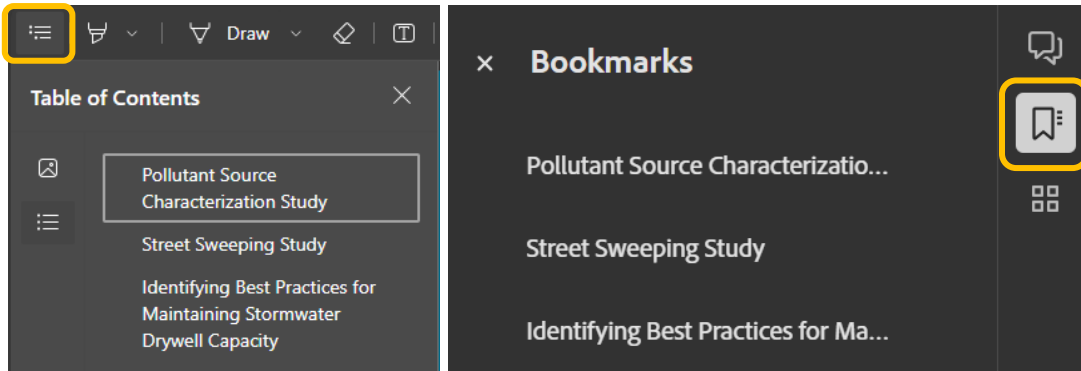 Draw
Table of Contents
Pollutant Source
Characterization Study
Street Sweeping Study
Identifying Best Practices for
Maintaining Stormwater
Drywell Capacity
Bookmarks
Pollutant Source Characterizatio...
Street Sweeping Study
Identifying Best Practices for Ma...